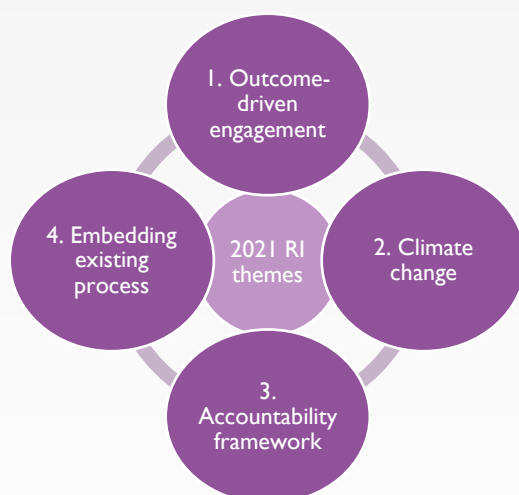 1. Outcome-
driven
engagement
4. Embedding
existing
process
2021 RI
themes
2. Climate
change
3.
Accountability
framework